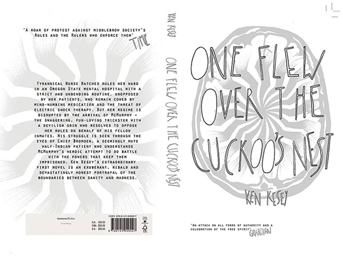 "A ROAR OF PROTEST AGAINST MIDDLEBROW SOCIETY'S
RULES AND THE RULERS WHO ENFORCE THEM"
TIME
TYRANNICAL NURSE RATCHED RULES HER WARD
IN AN OREGON STATE MENTAL HOSPITAL WITH A
STRICT AND UNBENDING ROUTINE, UNOPPOSED
BY HER PATIENTS, WHO REMAIN COWED BY
MIND-NUMBING MEDICATION AND THE THREAT OF
ELECTRIC SHOCK THERAPY. BUT HER REGIME IS
DISRUPTED BY THE ARRIVAL OF MCMURPHY –
THE SWAGGERING, FUN-LOVING TRICKSTER WITH
A DEVILISH GRIN WHO RESOLVES TO OPPOSE
HER RULES ON BEHALF OF HIS FELLOW
INMATES. HIS STRUGGLE IS SEEN THROUGH THE
EYES OF CHIEF BROMDEN, A SEEMINGLY MUTE
HALF-INDIAN PATIENT WHO UNDERSTANDS
MCMURPHY'S HEROIC ATTEMPT TO DO BATTLE
WITH THE POWERS THAT KEEP THEM
IMPRISONED. KEN KESEY'S EXTRAORDINARY
FIRST NOVEL IS AN EXUBERANT, RIBALD AND
DEVASTATINGLY HONEST PORTRAYAL OF THE
BOUNDARIES BETWEEN SANITY AND MADNESS.
KEN KESEY
ONE FLEW OVER THE CUCKOO'S NEST
ONE FLEW
OVER THE
CUCKOO'S NEST
KEN KESEY
"AN ATTACK ON ALL FORMS OF AUTHORITY AND A
CELEBRATION OF THE FREE SPIRIT"
GUARDIAN